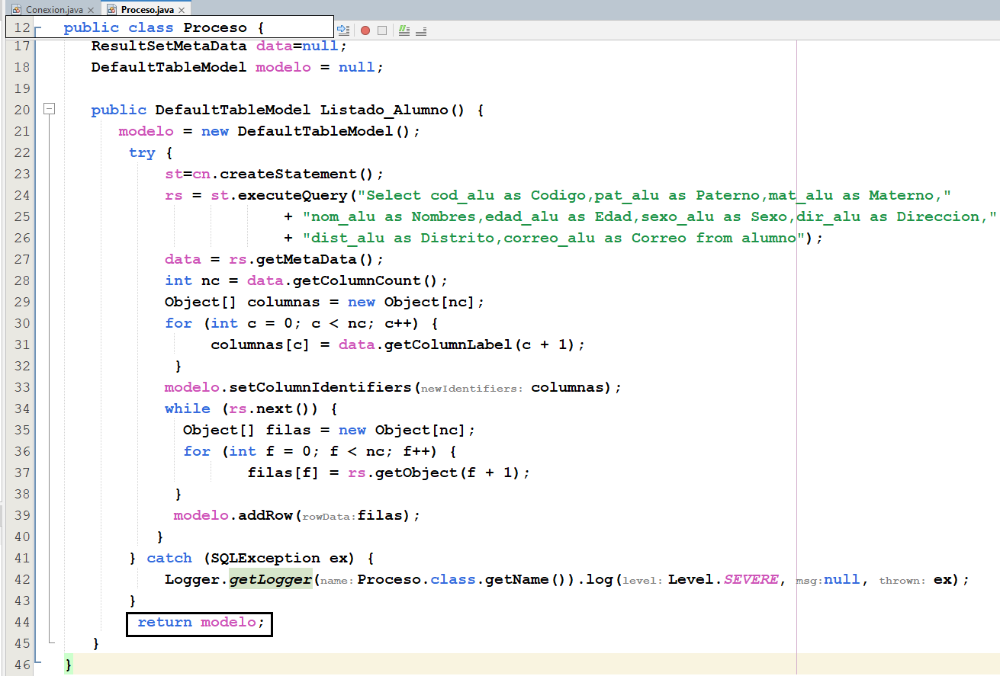 Conexion.java × Proceso.java ×
12 public class Proceso {
17 ResultSetMetaData data=null;
18 DefaultTableModel modelo = null;
19
20 public DefaultTableModel Listado_Alumno() {
21 modelo = new DefaultTableModel();
22 try {
23 st=cn.createStatement();
24 rs = st.executeQuery("Select cod_alu as Codigo,pat_alu as Paterno,mat_alu as Materno,"
25 + "nom_alu as Nombres,edad_alu as Edad,sexo_alu as Sexo,dir_alu as Direccion,"
26 + "dist_alu as Distrito,correo_alu as Correo from alumno");
27 data = rs.getMetaData();
28 int nc = data.getColumnCount();
29 Object[] columnas = new Object[nc];
30 for (int c = 0; c < nc; c++) {
31 columnas[c] = data.getColumnLabel(c + 1);
32 }
33 modelo.setColumnIdentifiers(newIdentifiers: columnas);
34 while (rs.next()) {
35 Object[] filas = new Object[nc];
36 for (int f = 0; f < nc; f++) {
37 filas[f] = rs.getObject(f + 1);
38 }
39 modelo.addRow(rowData: filas);
40 }
41 } catch (SQLException ex) {
42 Logger.getLogger(name: Proceso.class.getName()).log(level: Level.SEVERE, msg: null, thrown: ex);
43 }
44 return modelo;
45 }
46 }